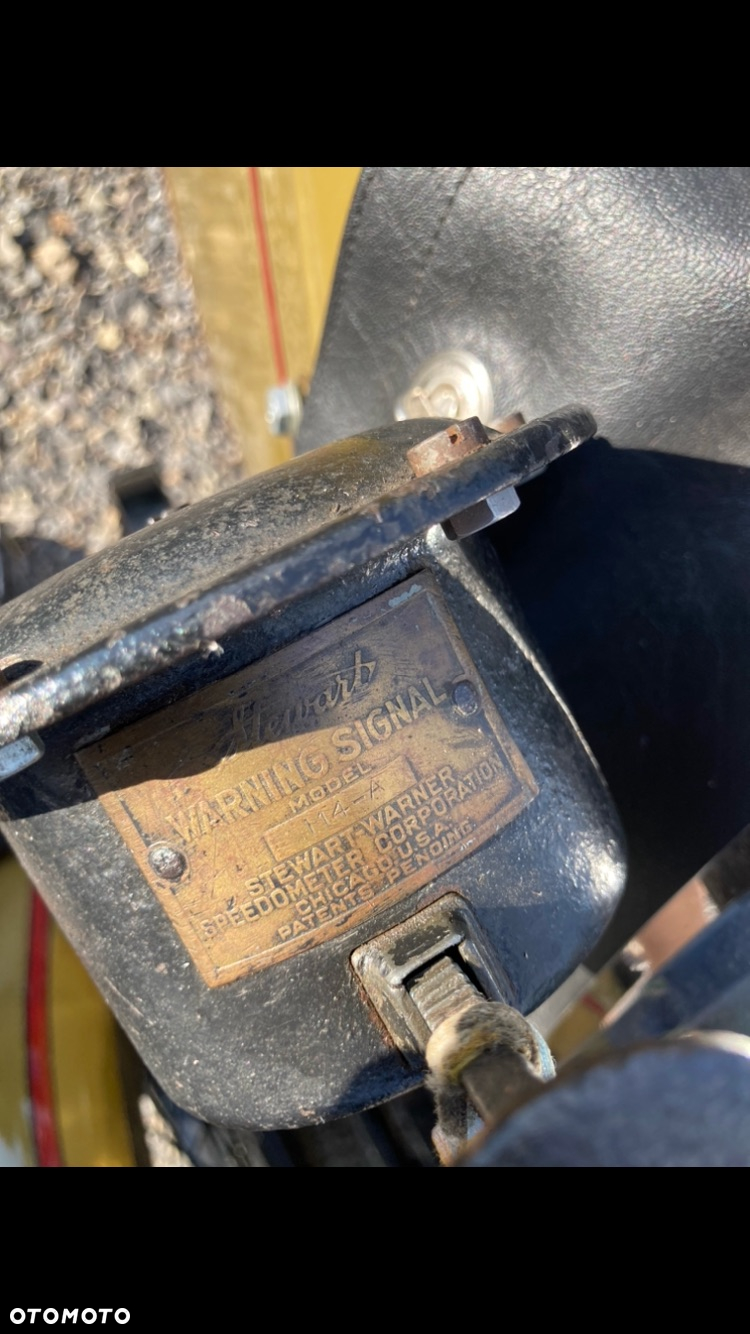 Stewart
WARNING SIGNAL
MODEL
114-A
STEWART-WARNER
SPEEDOMETER CORPORATION
CHICAGO, U.S.A.
PATENTS PENDING.
OTOMOTO